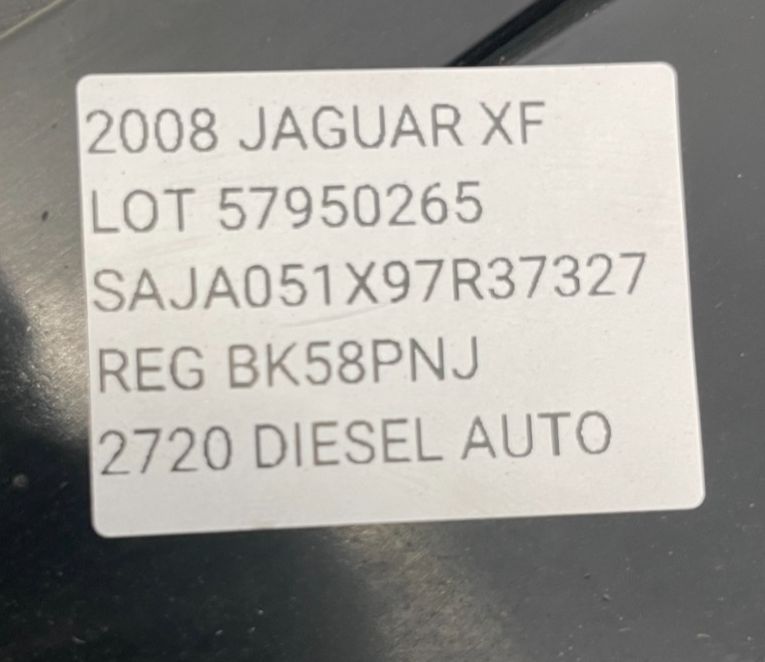 2008 JAGUAR XF
LOT 57950265
SAJA051X97R37327
REG BK58PNJ
2720 DIESEL AUTO